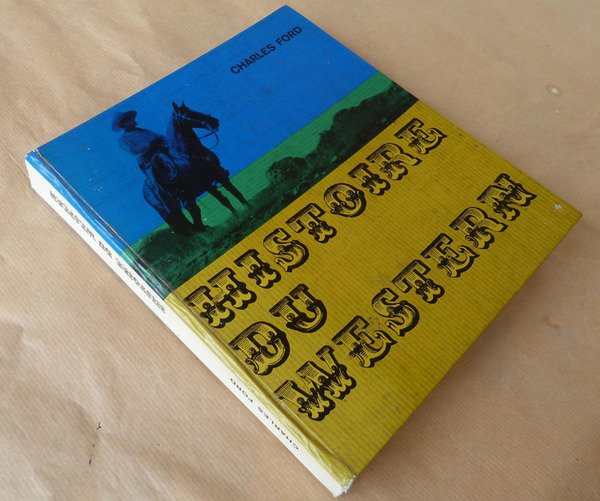 CHARLES FORD
HISTOIRE
DU
WESTERN
HISTOIRE DU WESTERN
CHARLES FORD